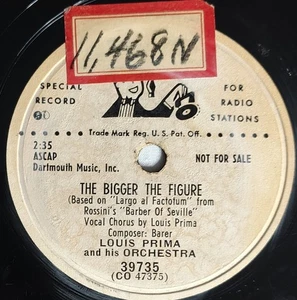 11,468N
SPECIAL
RECORD
FOR
RADIO
STATIONS
Trade Mark Reg. U.S. Pat. Off.
2:35
ASCAP
Dartmouth Music, Inc.
NOT FOR SALE
THE BIGGER THE FIGURE
(Based on "Largo al Factotum" from
Rossini's "Barber Of Seville")
Vocal Chorus by Louis Prima
Composer: Barer
LOUIS PRIMA
and his ORCHESTRA
39735
(CO 47375)